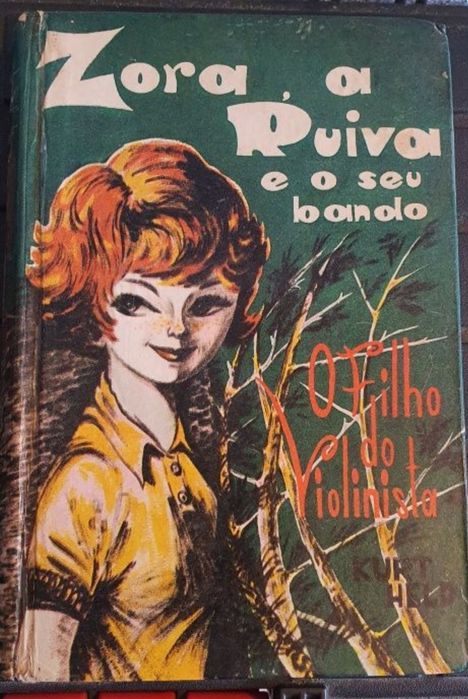 Zora, a
Ruiva
e o seu
bando
O Filho
do
Violinista
KURT
HELD